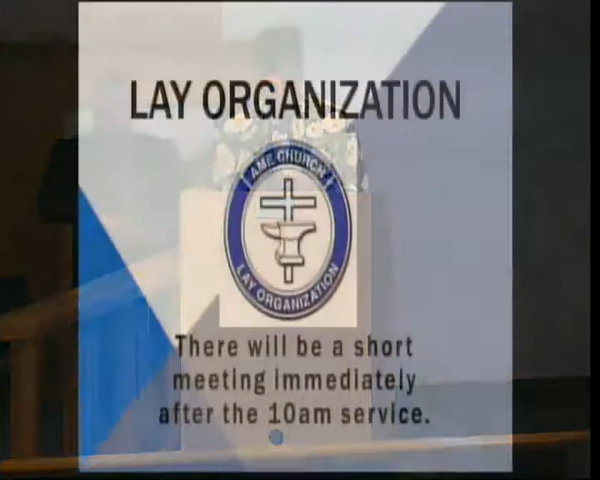 LAY ORGANIZATION
AME CHURCH
LAY ORGANIZATION
There will be a short
meeting immediately
after the 10am service.